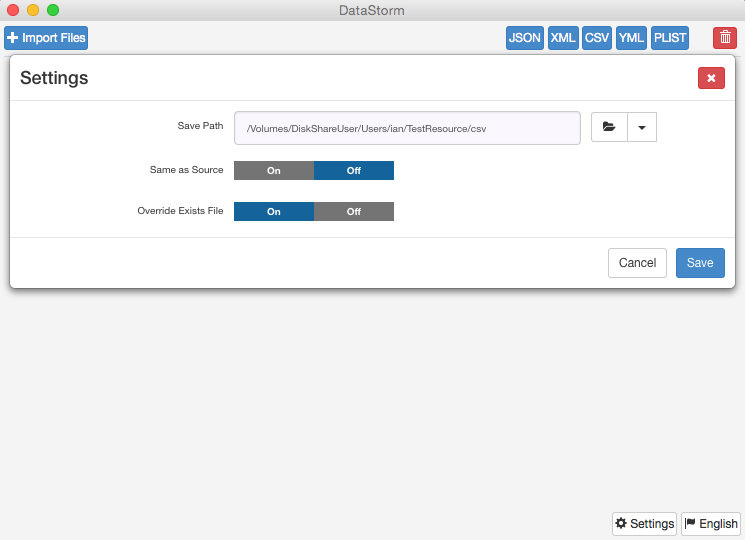 DataStorm
Import Files JSON XML CSV YML PLIST
Settings
Save Path /Volumes/DiskShareUser/Users/ian/TestResource/csv
Same as Source On Off
Override Exists File On Off
Cancel Save
Settings English